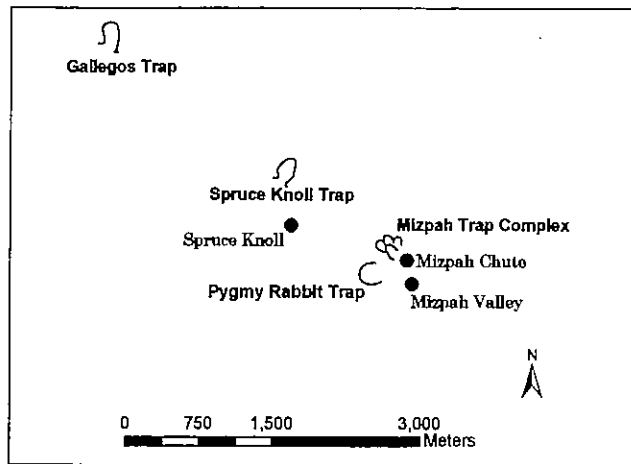 Gallegos Trap
Spruce Knoll Trap
Spruce Knoll
Mizpah Trap Complex
Mizpah Chute
Pygmy Rabbit Trap
Mizpah Valley
N
0 750 1,500 3,000
Meters